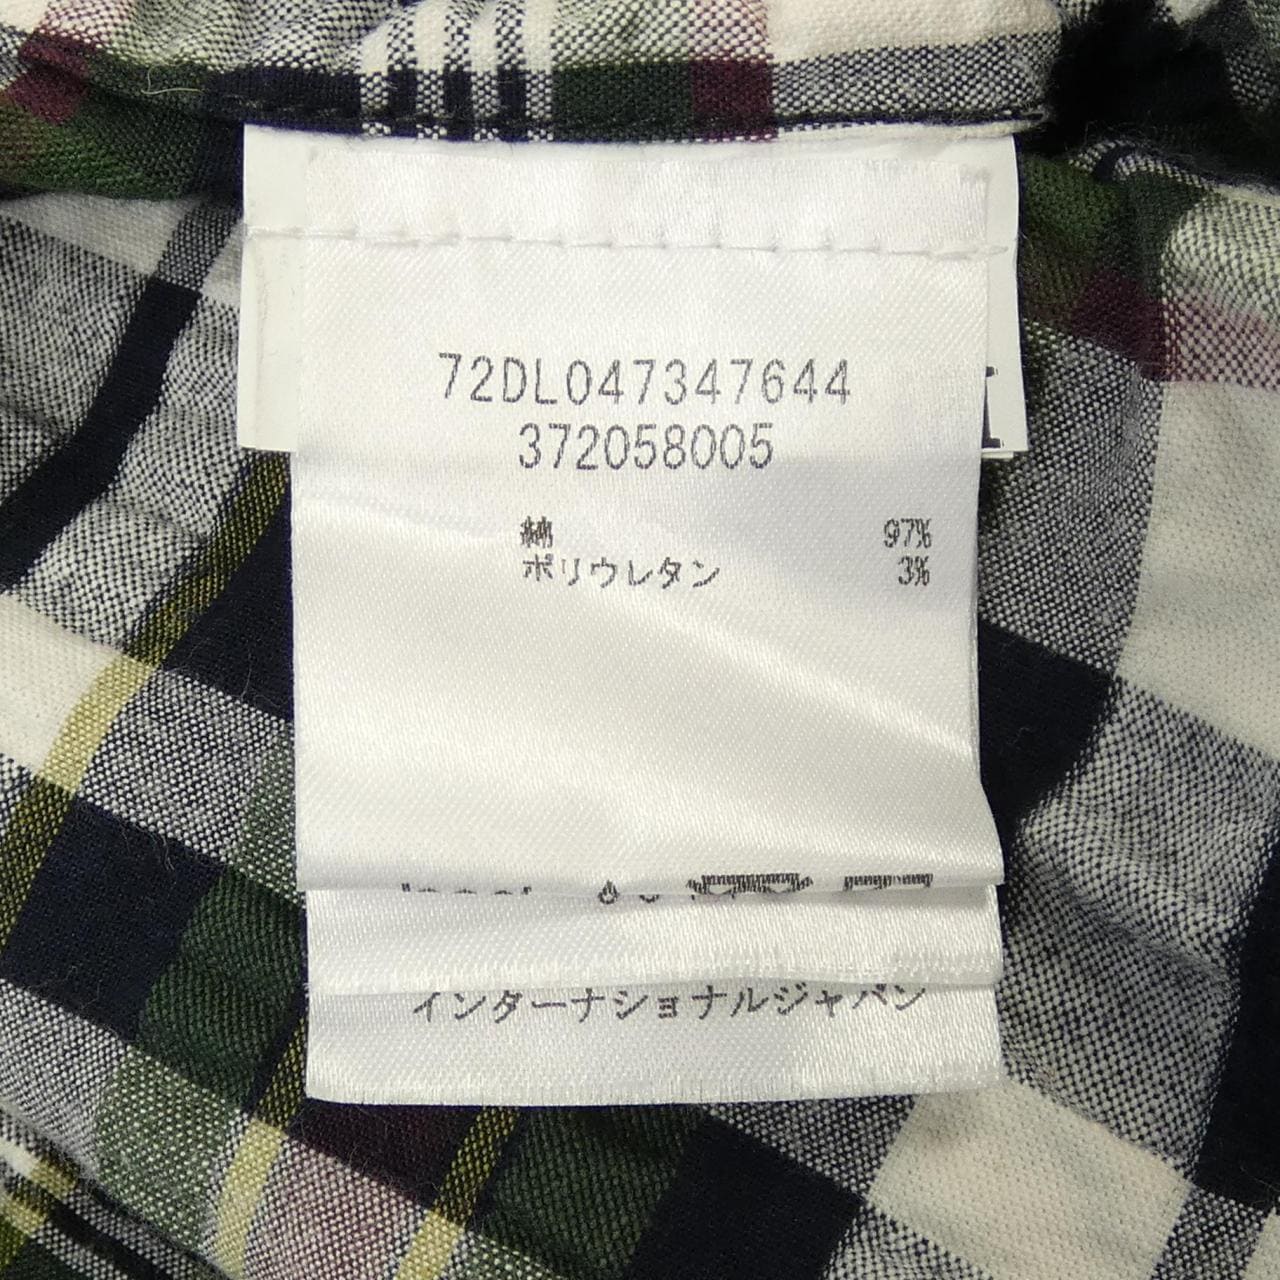 72DL047347644
372058005
綿 97%
ポリウレタン 3%
インターナショナルジャパン